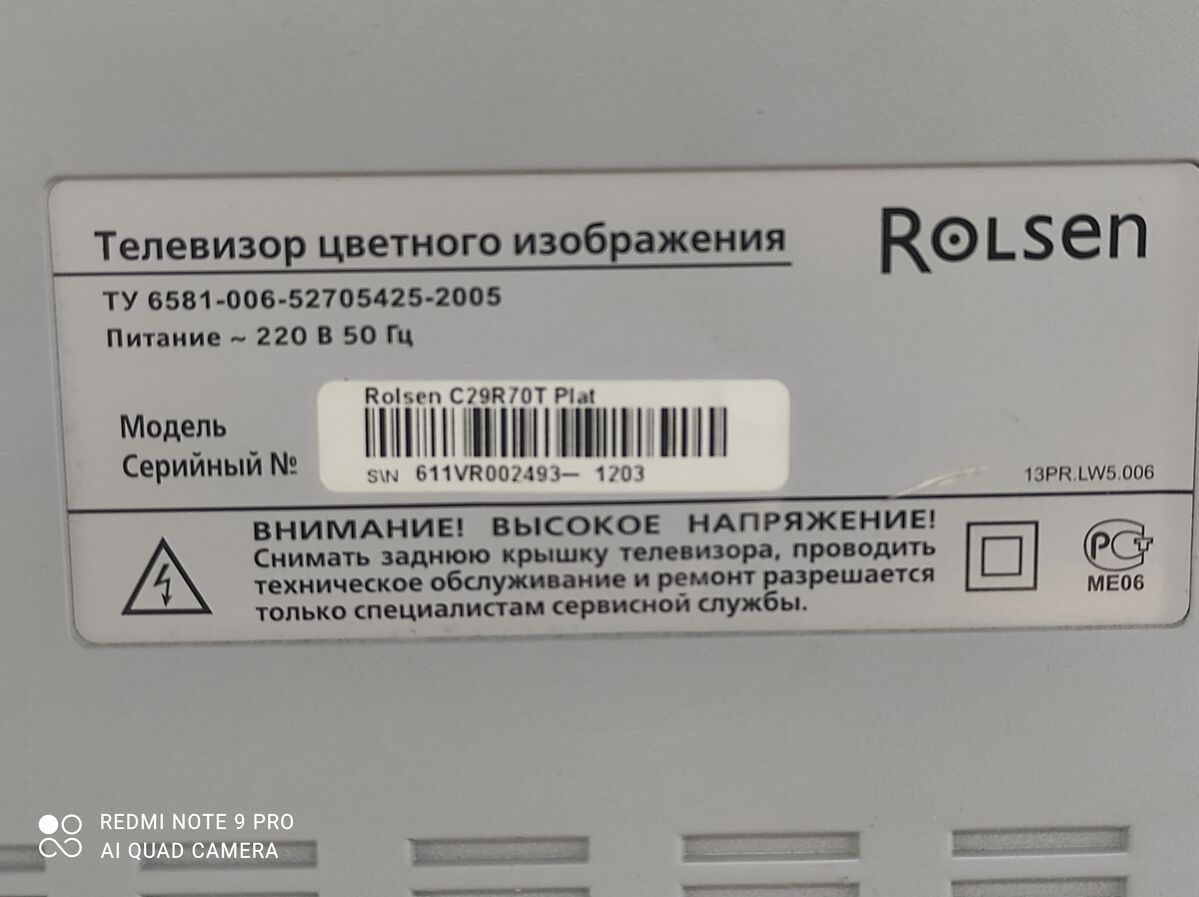 Телевизор цветного изображения
ROLSEN
ТУ 6581-006-52705425-2005
Питание ~ 220 В 50 Гц
Rolsen C29R70T Plat
Модель
Серийный №
S\N 611VR002493— 1203
13PR.LW5.006
ВНИМАНИЕ! ВЫСОКОЕ НАПРЯЖЕНИЕ!
Снимать заднюю крышку телевизора, проводить
техническое обслуживание и ремонт разрешается
только специалистам сервисной службы.
РСТ
ME06
REDMI NOTE 9 PRO
AI QUAD CAMERA